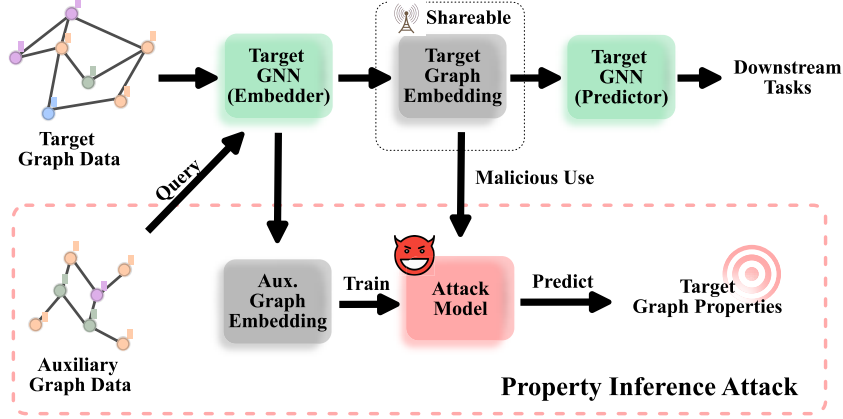 Shareable
Target
GNN
(Embedder)
Target
Graph
Embedding
Target
GNN
(Predictor)
Downstream
Tasks
Target
Graph Data
Query
Malicious Use
Aux.
Graph
Embedding
Train
Attack
Model
Predict
Target
Graph Properties
Auxiliary
Graph Data
Property Inference Attack